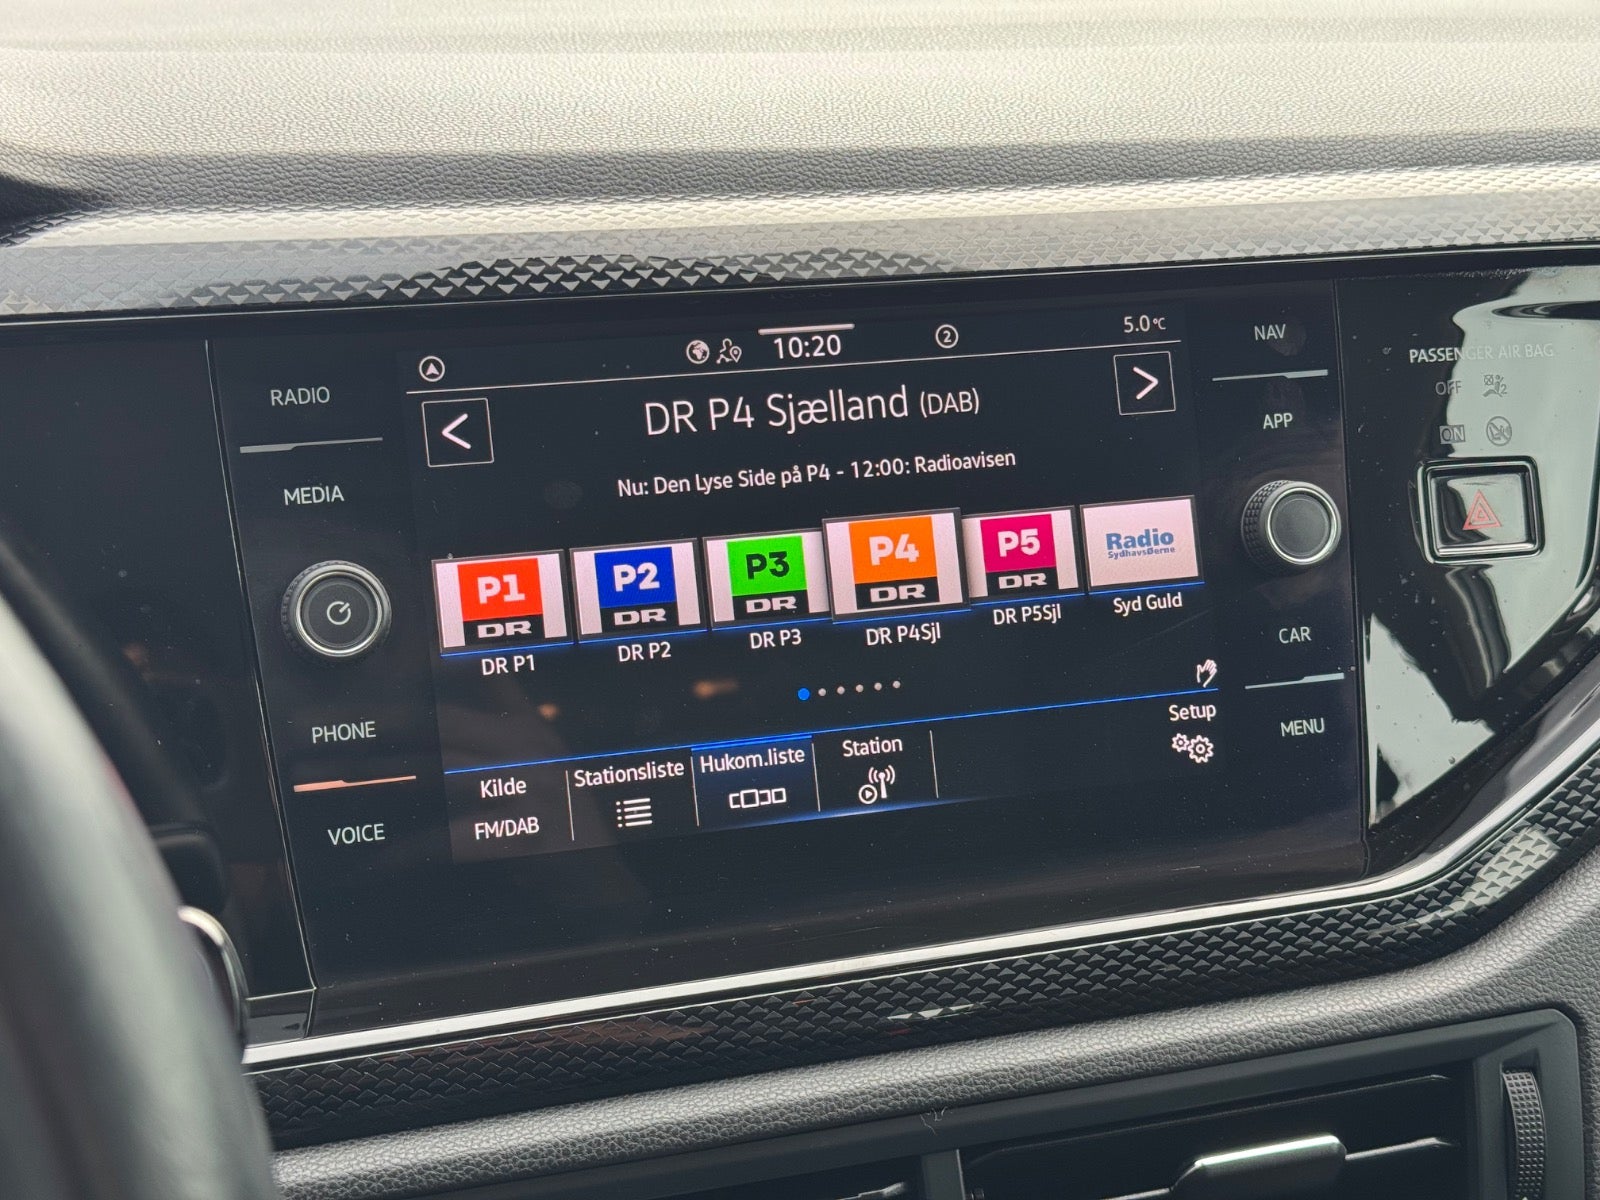 10:20
2
5.0°C
DR P4 Sjælland (DAB)
Nu: Den Lyse Side på P4 - 12:00: Radioavisen
P1 DR
P2 DR
P3 DR
P4 DR
P5 DR
Radio SydhavsØerne
DR P1
DR P2
DR P3
DR P4Sjl
DR P5Sjl
Syd Guld
Kilde
FM/DAB
Stationsliste
Hukom.liste
Station
Setup
RADIO
MEDIA
PHONE
VOICE
NAV
APP
CAR
MENU
PASSENGER AIR BAG
OFF
2
ON